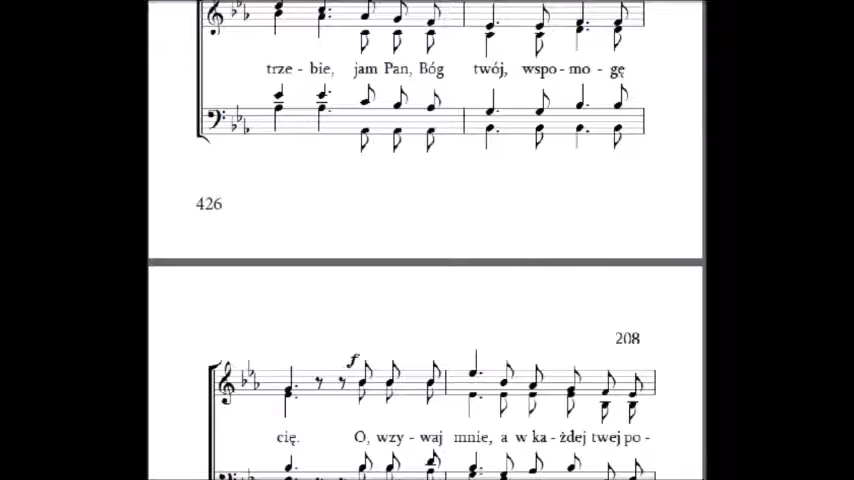 trze - bie, jam Pan, Bóg twój, wspo - mo - gę
426
208
f
cię. O, wzy - waj mnie, a w ka - żdej twej po -